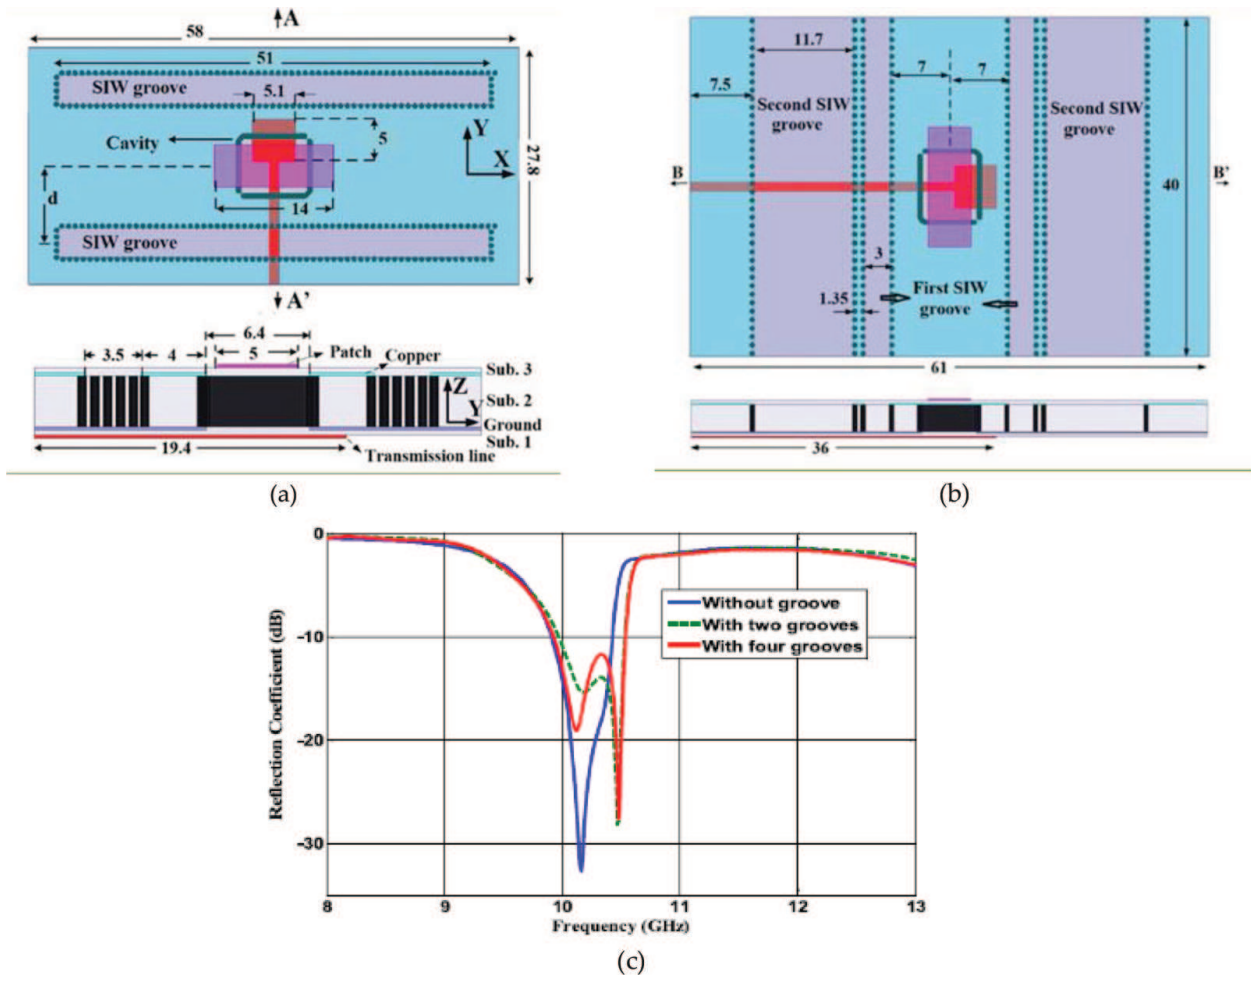 A
58
51
SIW groove
5.1
Cavity
5
Y
X
27.8
d
14
SIW groove
A'
6.4
3.5
4
5
Patch
Copper
Sub. 3
Z
Sub. 2
Y
Ground
Sub. 1
19.4
Transmission line
(a)
11.7
7
7
7.5
Second SIW
groove
Second SIW
groove
B
B'
40
3
1.35
First SIW
groove
61
36
(b)
0
-10
-20
-30
Reflection Coefficient (dB)
Without groove
With two grooves
With four grooves
8
9
10
11
12
13
Frequency (GHz)
(c)